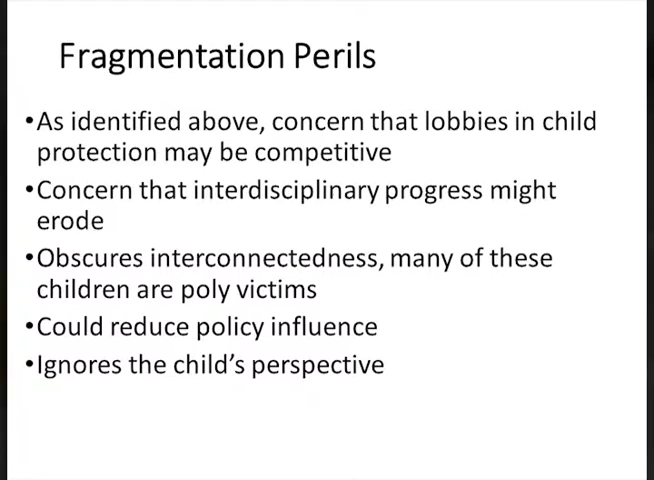 Fragmentation Perils
•As identified above, concern that lobbies in child
protection may be competitive
•Concern that interdisciplinary progress might
erode
•Obscures interconnectedness, many of these
children are poly victims
•Could reduce policy influence
•Ignores the child’s perspective